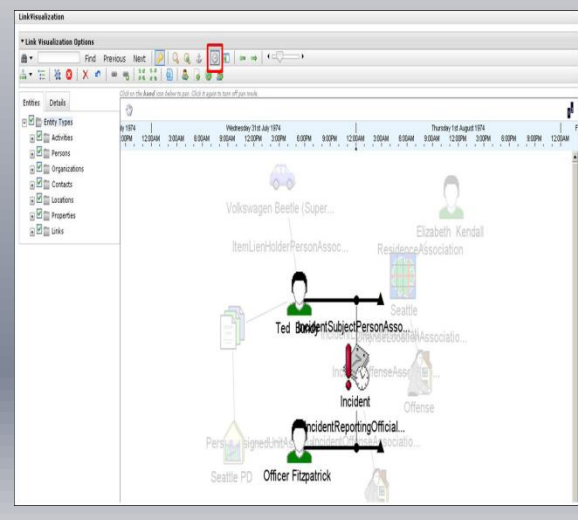 LinkVisualization
Link Visualization Options
Find Previous Next
Click on the hand icon below to pan. Click it again to turn off pan mode.
Entities Details
Entity Types
Activities
Persons
Organizations
Contacts
Locations
Properties
Links
ly 1974 Wednesday 31st July 1974 Thursday 1st August 1974 F
9:00PM 12:00AM 3:00AM 6:00AM 9:00AM 12:00PM 3:00PM 6:00PM 9:00PM 12:00AM 3:00AM 6:00AM 9:00AM 12:00PM 3:00PM 6:00PM 9:00PM 12:00AM
Volkswagen Beetle (Super...
Elizabeth Kendall
ItemLienHolderPersonAssoc...
ResidenceAssociation
Seattle
Ted Bundy
IncidentSubjectPersonAsso...
Incident
Offense
IncidentReportingOfficial...
Seattle PD
Officer Fitzpatrick